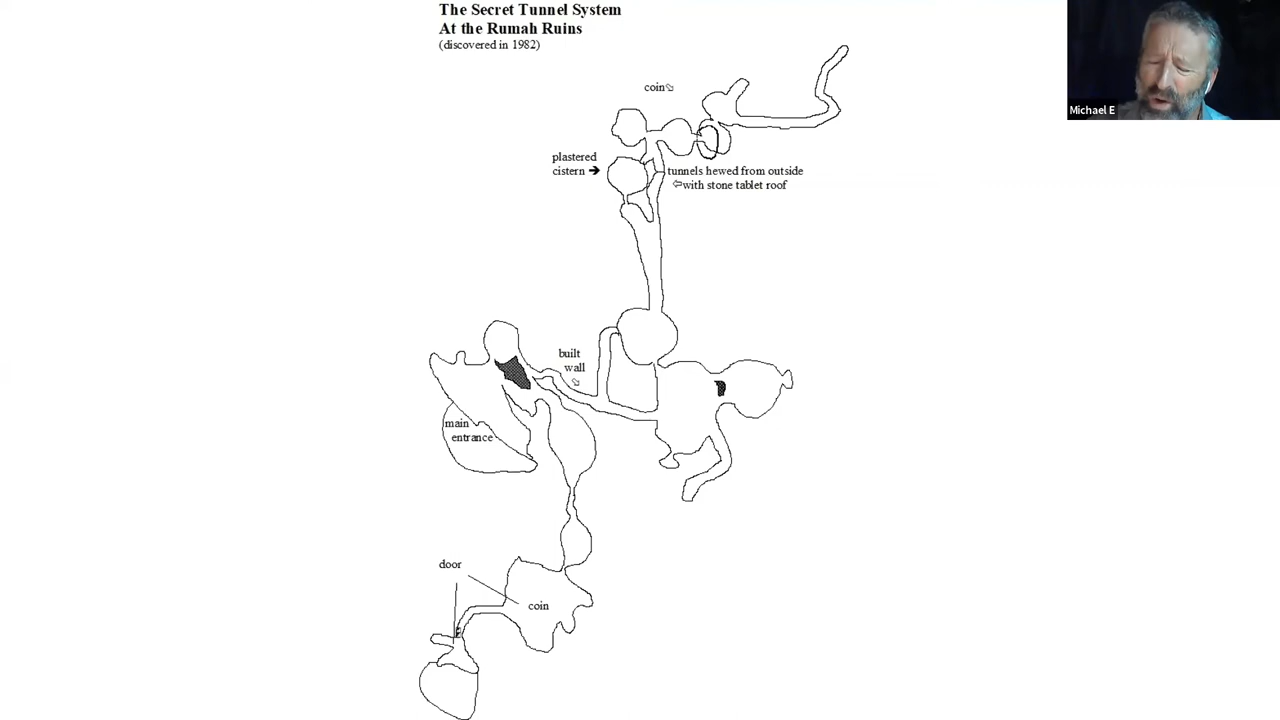 The Secret Tunnel System
At the Rumah Ruins
(discovered in 1982)
Michael E
coin
plastered
cistern
tunnels hewed from outside
with stone tablet roof
built
wall
main
entrance
door
coin